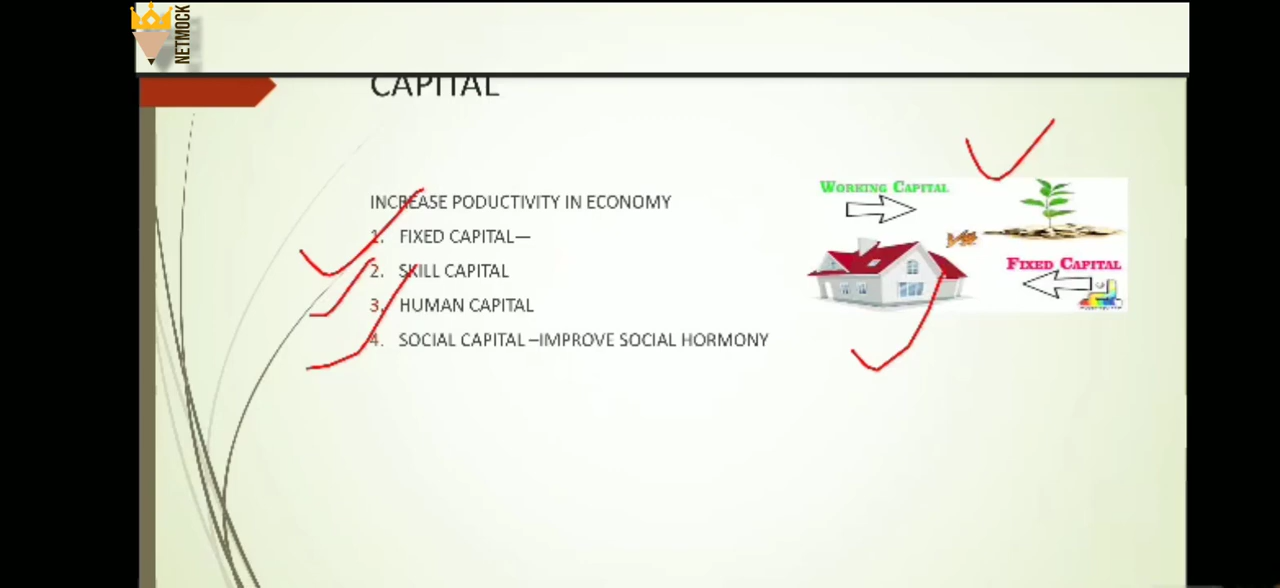 NETMOCK
CAPITAL
INCREASE PODUCTIVITY IN ECONOMY
1. FIXED CAPITAL—
2. SKILL CAPITAL
3. HUMAN CAPITAL
4. SOCIAL CAPITAL –IMPROVE SOCIAL HORMONY
WORKING CAPITAL
VS
FIXED CAPITAL